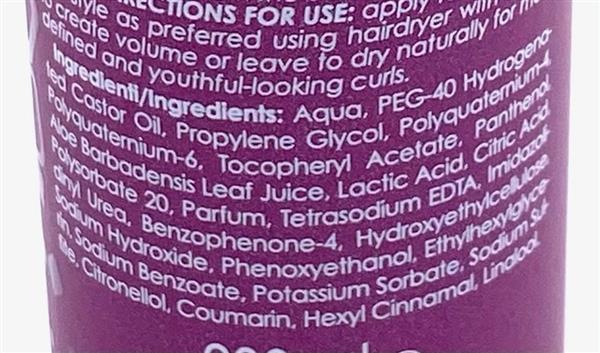 style as preferred using hairdryer with
DIRECTIONS FOR USE: apply
to create volume or leave to dry naturally for
defined and youthful-looking curls.
Ingredienti/Ingredients: Aqua, PEG-40 Hydrogena-
ted Castor Oil, Propylene Glycol, Polyquaternium-4,
Polyquaternium-6, Tocopheryl Acetate, Panthenol,
Aloe Barbadensis Leaf Juice, Lactic Acid, Citric Acid,
Polysorbate 20, Parfum, Tetrasodium EDTA, Imidazoli-
dinyl Urea, Benzophenone-4, Hydroxyethylcellulose,
Sodium Hydroxide, Phenoxyethanol, Ethylhexylglyce-
rin, Sodium Benzoate, Potassium Sorbate, Sodium Sul-
fite, Citronellol, Coumarin, Hexyl Cinnamal, Linalool.